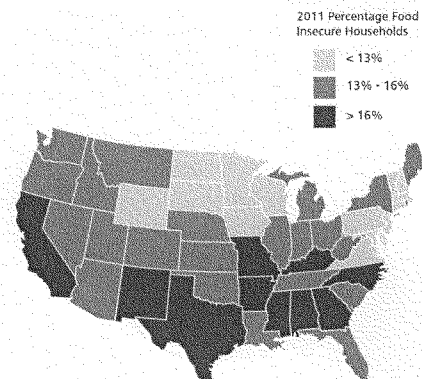 2011 Percentage Food
Insecure Households
< 13%
13% - 16%
> 16%